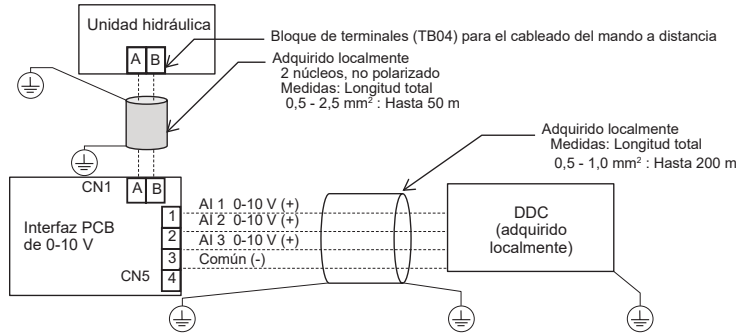 Unidad hidráulica
A B
Bloque de terminales (TB04) para el cableado del mando a distancia
Adquirido localmente
2 núcleos, no polarizado
Medidas: Longitud total
0,5 - 2,5 mm² : Hasta 50 m
Adquirido localmente
Medidas: Longitud total
0,5 - 1,0 mm² : Hasta 200 m
CN1
A B
Interfaz PCB
de 0-10 V
1
2
3
4
CN5
AI 1 0-10 V (+)
AI 2 0-10 V (+)
AI 3 0-10 V (+)
Común (-)
DDC
(adquirido
localmente)